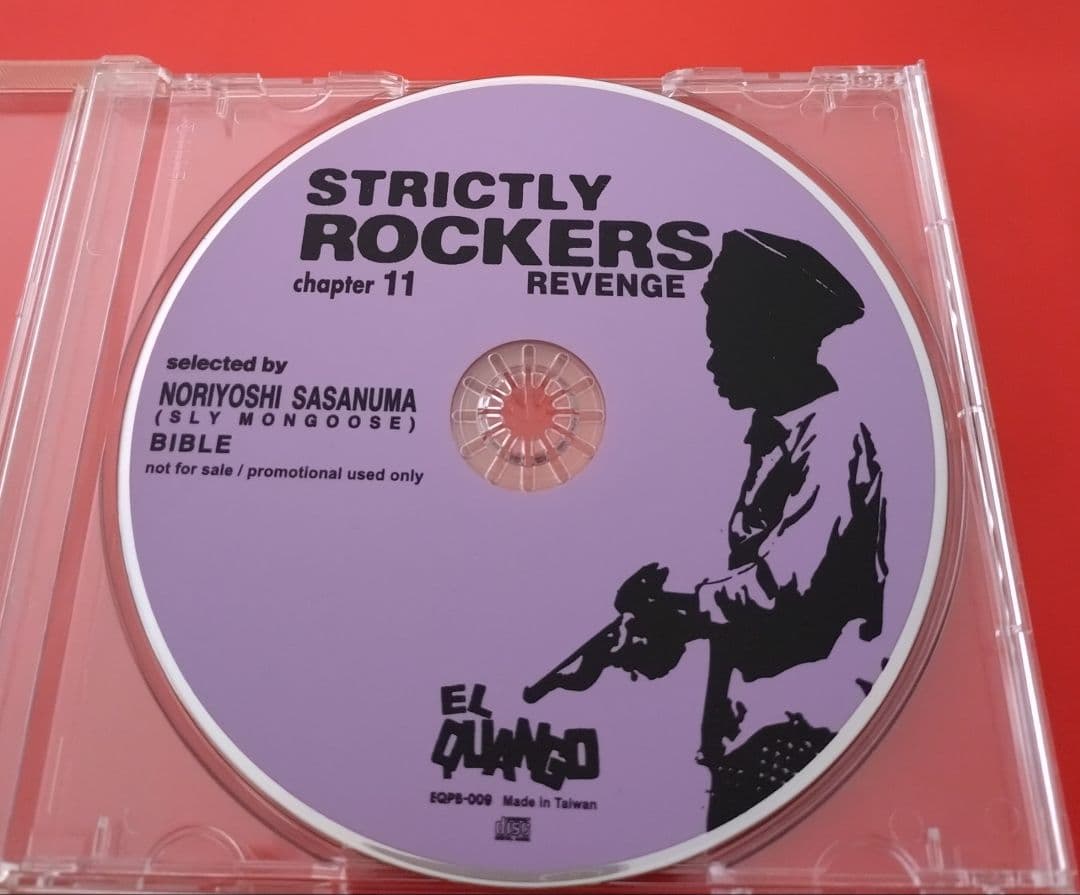 STRICTLY
ROCKERS
chapter 11 REVENGE
selected by
NORIYOSHI SASANUMA
(SLY MONGOOSE)
BIBLE
not for sale / promotional used only
EL
QUANGO
EQPB-009 Made in Taiwan
disc